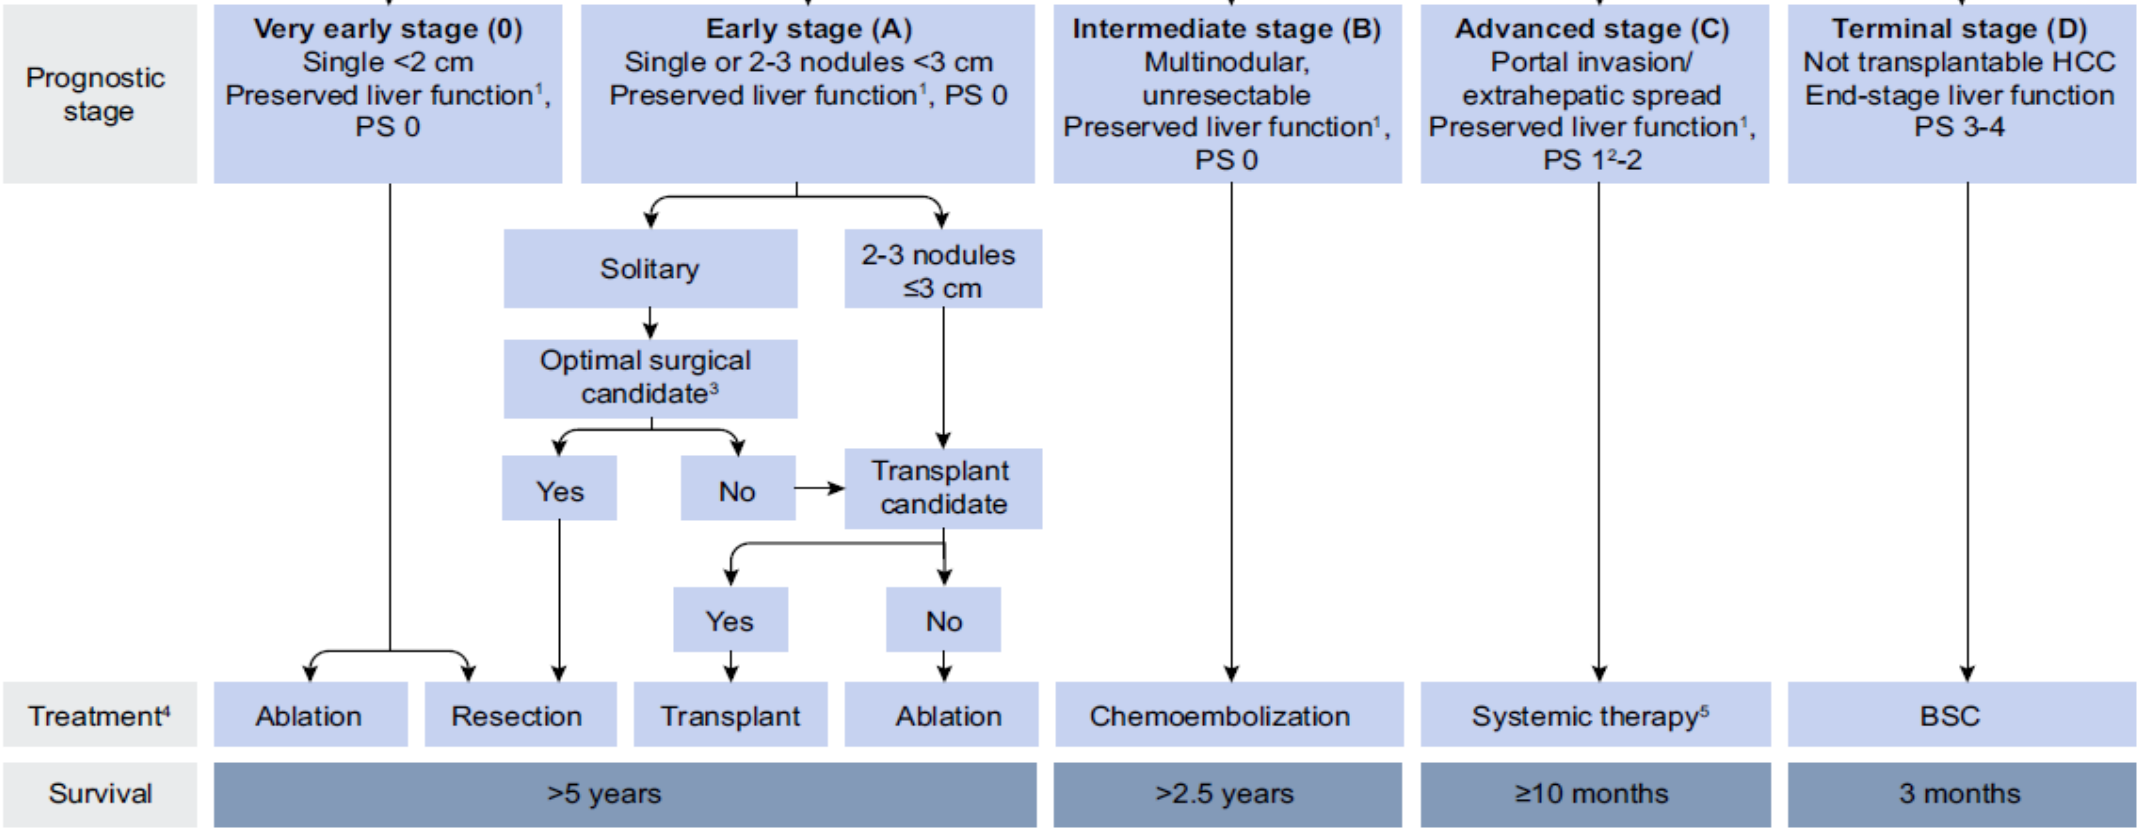 Prognostic
stage
Very early stage (0)
Single <2 cm
Preserved liver function¹,
PS 0
Early stage (A)
Single or 2-3 nodules <3 cm
Preserved liver function¹, PS 0
Intermediate stage (B)
Multinodular,
unresectable
Preserved liver function¹,
PS 0
Advanced stage (C)
Portal invasion/
extrahepatic spread
Preserved liver function¹,
PS 1²-2
Terminal stage (D)
Not transplantable HCC
End-stage liver function
PS 3-4
Solitary
2-3 nodules
≤3 cm
Optimal surgical
candidate³
Yes
No
Transplant
candidate
Yes
No
Treatment⁴
Ablation
Resection
Transplant
Ablation
Chemoembolization
Systemic therapy⁵
BSC
Survival
>5 years
>2.5 years
≥10 months
3 months